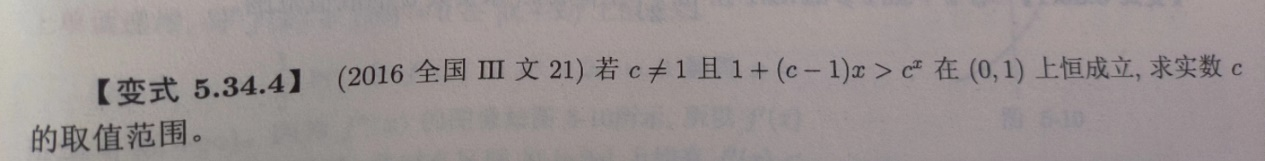 【变式 5.34.4】 (2016 全国 III 文 21) 若 c ≠ 1 且 1 + (c − 1)x > cˣ 在 (0, 1) 上恒成立, 求实数 c
的取值范围。